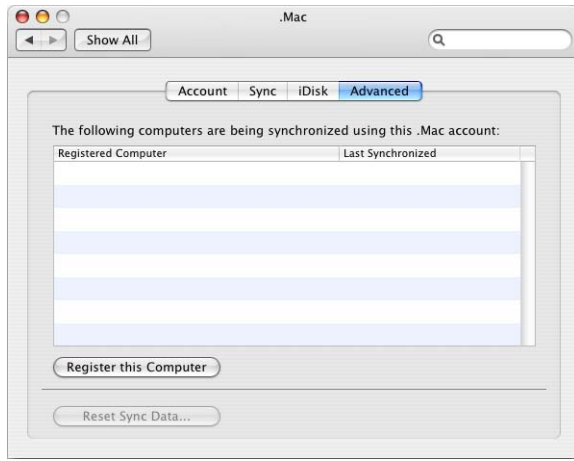 .Mac
Show All
Account Sync iDisk Advanced
The following computers are being synchronized using this .Mac account:
Registered Computer Last Synchronized
Register this Computer
Reset Sync Data...